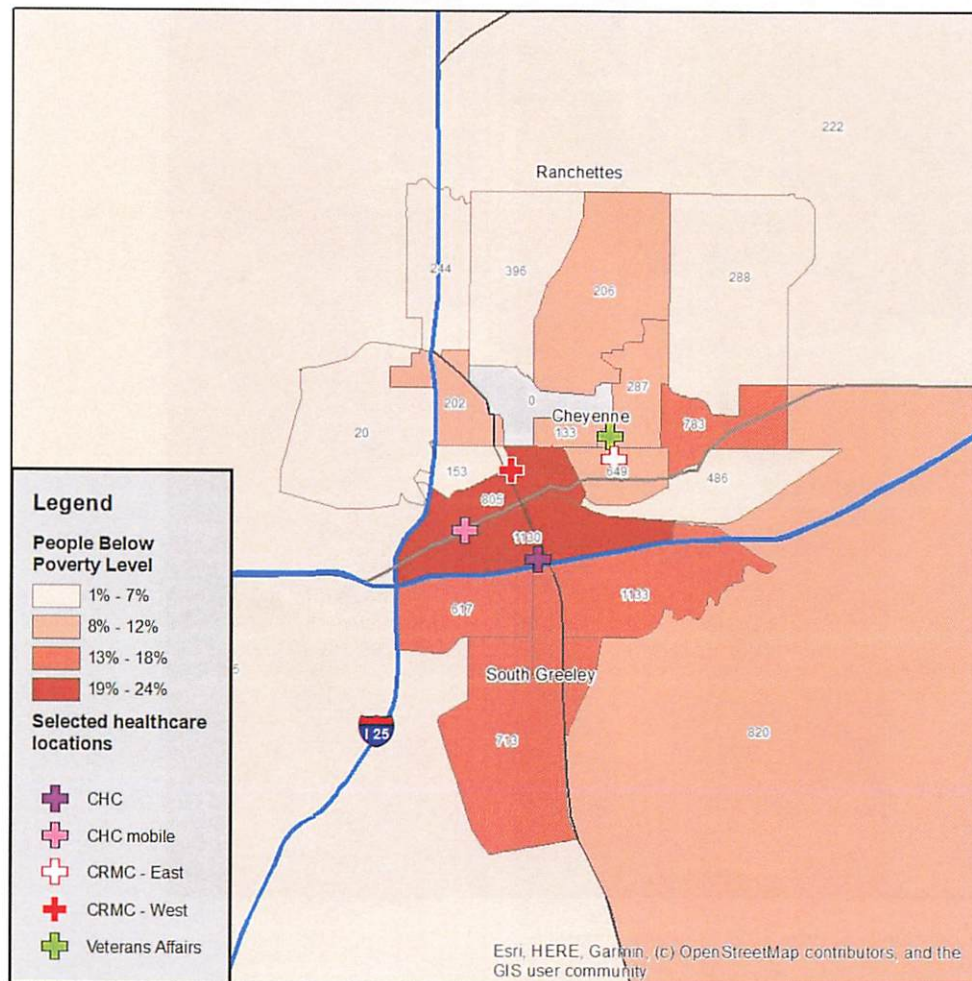 222
Ranchettes
244
396
206
288
202
0
287
Cheyenne
133
783
20
153
649
486
805
1130
617
1133
South Greeley
713
820
I 25
Legend
People Below
Poverty Level
1% - 7%
8% - 12%
13% - 18%
19% - 24%
Selected healthcare
locations
CHC
CHC mobile
CRMC - East
CRMC - West
Veterans Affairs
Esri, HERE, Garmin, (c) OpenStreetMap contributors, and the
GIS user community